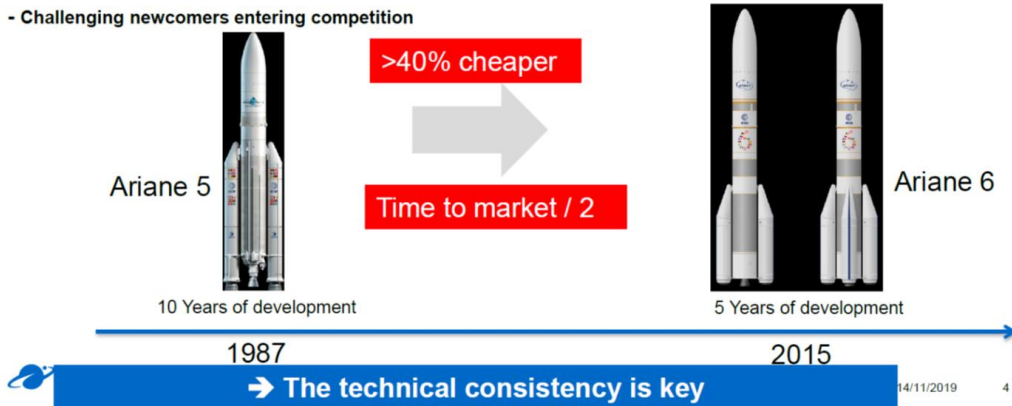 - Challenging newcomers entering competition
>40% cheaper
Ariane 5
Ariane 6
Time to market / 2
10 Years of development
5 Years of development
1987
2015
➔ The technical consistency is key
14/11/2019
4